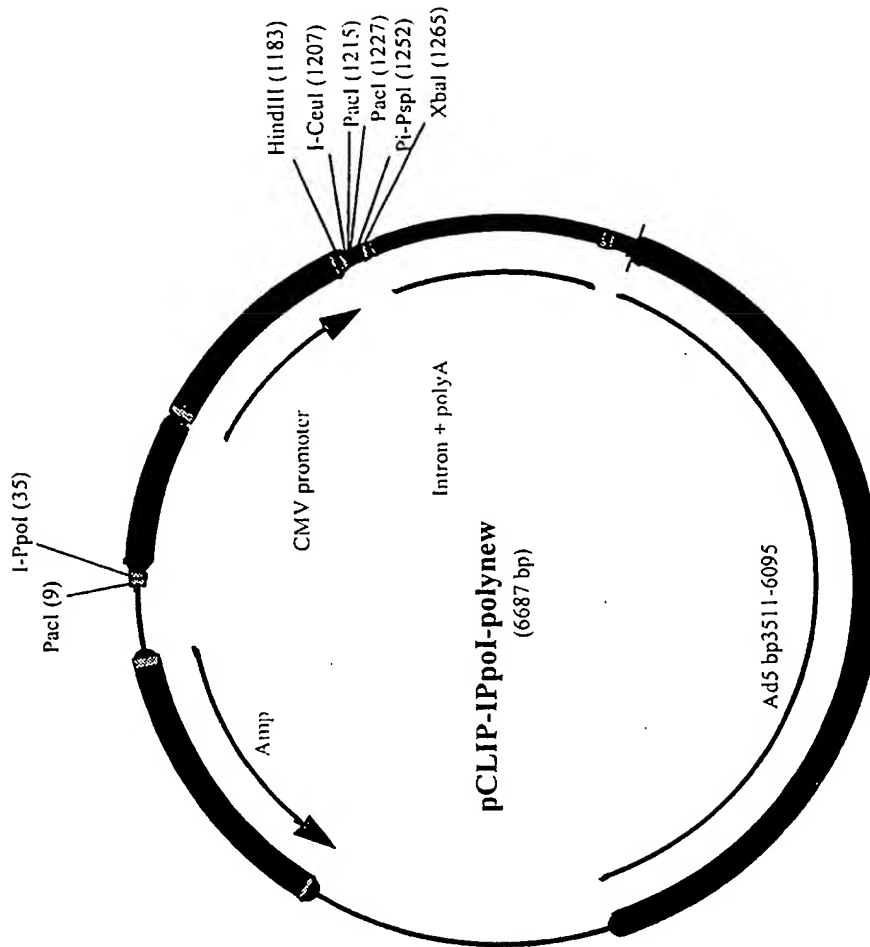 HindIII (1183)
I-CeuI (1207)
PacI (1215)
PacI (1227)
Pi-PspI (1252)
XbaI (1265)
I-PpoI (35)
PacI (9)
CMV promoter
Intron + polyA
Amp
pCLIP-IPpoI-polynew
(6687 bp)
Ad5 bp3511-6095